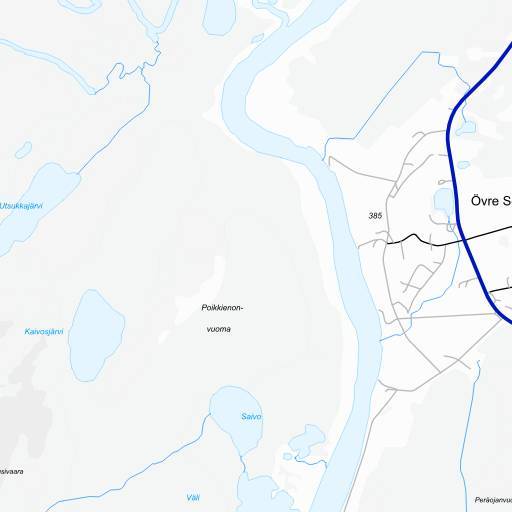 Övre S
Utsukkajärvi
385
Poikkienon-
vuoma
Kaivosjärvi
Saivo
Väli
Peräojanvuo